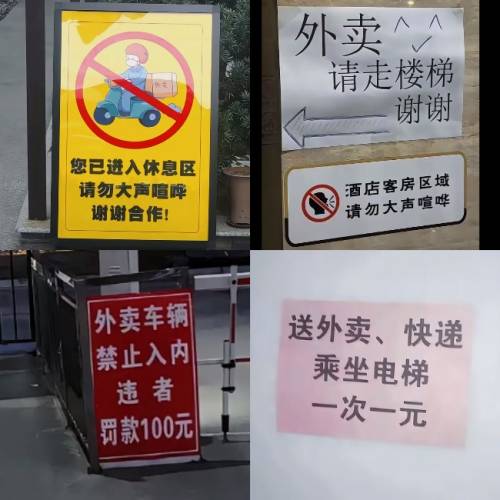 外卖
您已进入休息区
请勿大声喧哗
谢谢合作!
外卖
请走楼梯
谢谢
酒店客房区域
请勿大声喧哗
外卖车辆
禁止入内
违者
罚款100元
送外卖、快递
乘坐电梯
一次一元